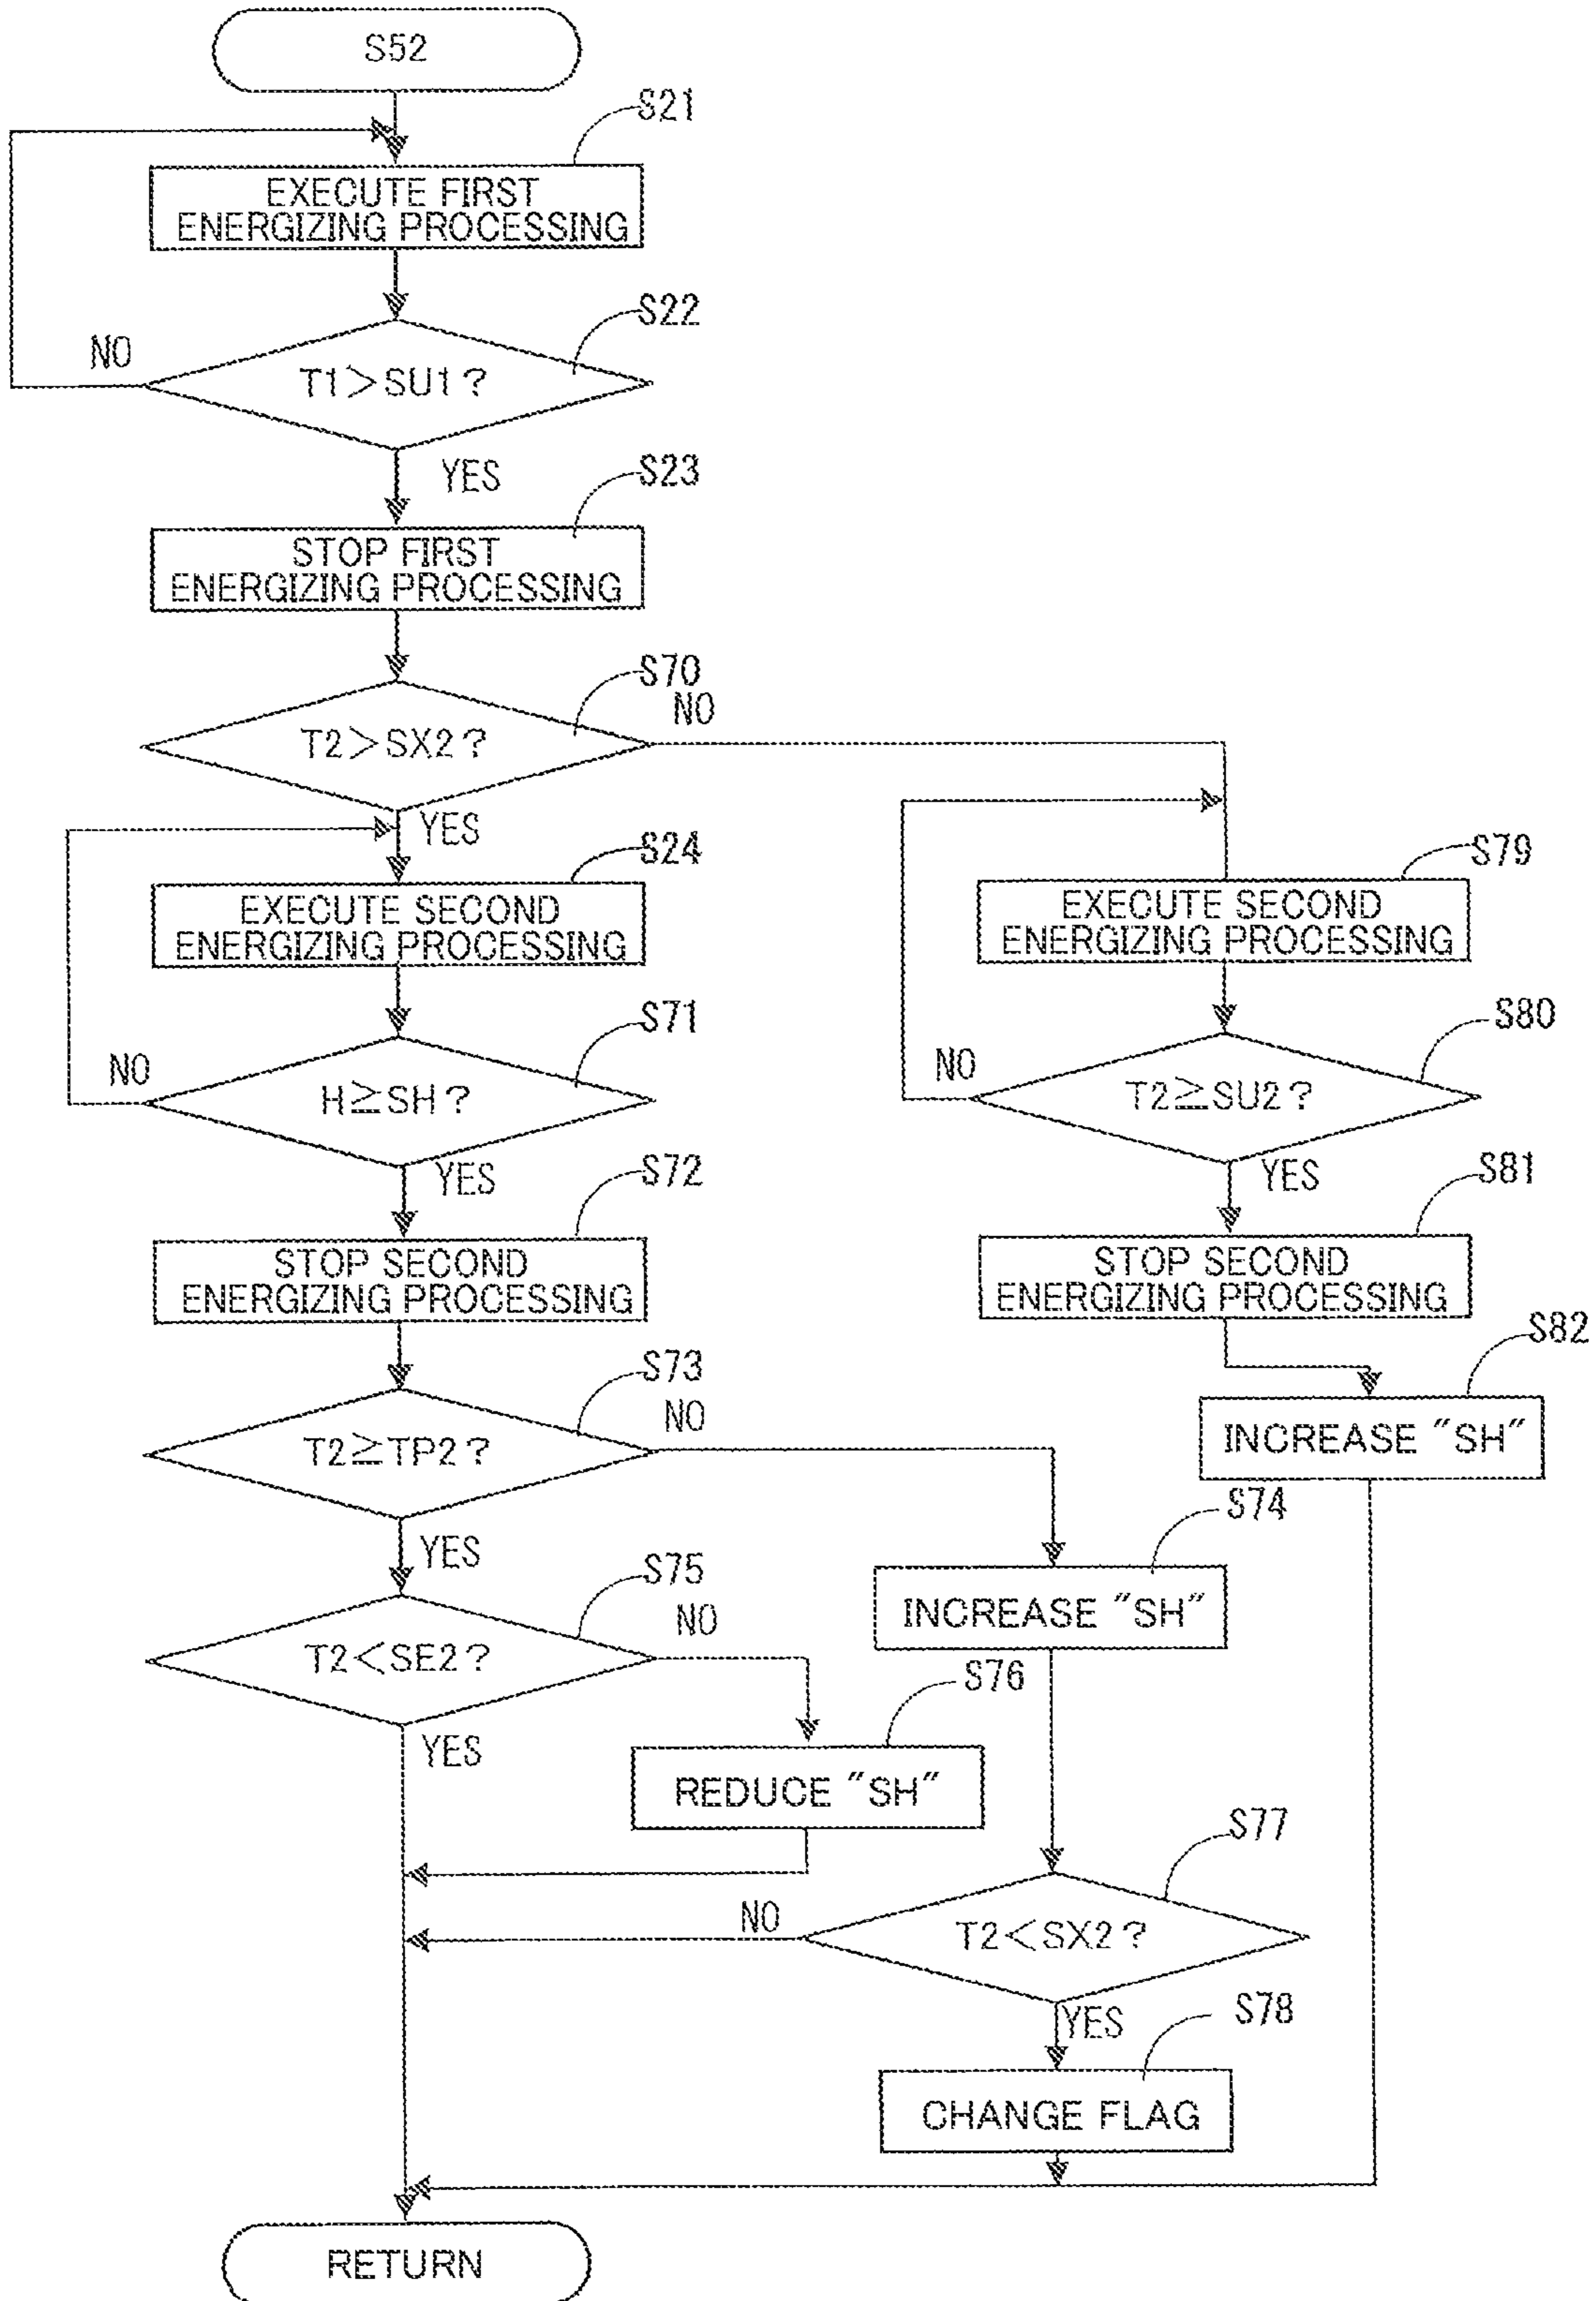 S52
S21
EXECUTE FIRST
ENERGIZING PROCESSING
S22
NO
T1>SU1?
YES
S23
STOP FIRST
ENERGIZING PROCESSING
S70
NO
T2>SX2?
YES
S24
EXECUTE SECOND
ENERGIZING PROCESSING
S79
EXECUTE SECOND
ENERGIZING PROCESSING
S71
NO
H≧SH?
YES
S80
NO
T2≧SU2?
YES
S72
STOP SECOND
ENERGIZING PROCESSING
S81
STOP SECOND
ENERGIZING PROCESSING
S82
INCREASE "SH"
S73
NO
T2≧TP2?
YES
S74
INCREASE "SH"
S75
NO
T2<SE2?
YES
S76
REDUCE "SH"
S77
NO
T2<SX2?
YES
S78
CHANGE FLAG
RETURN